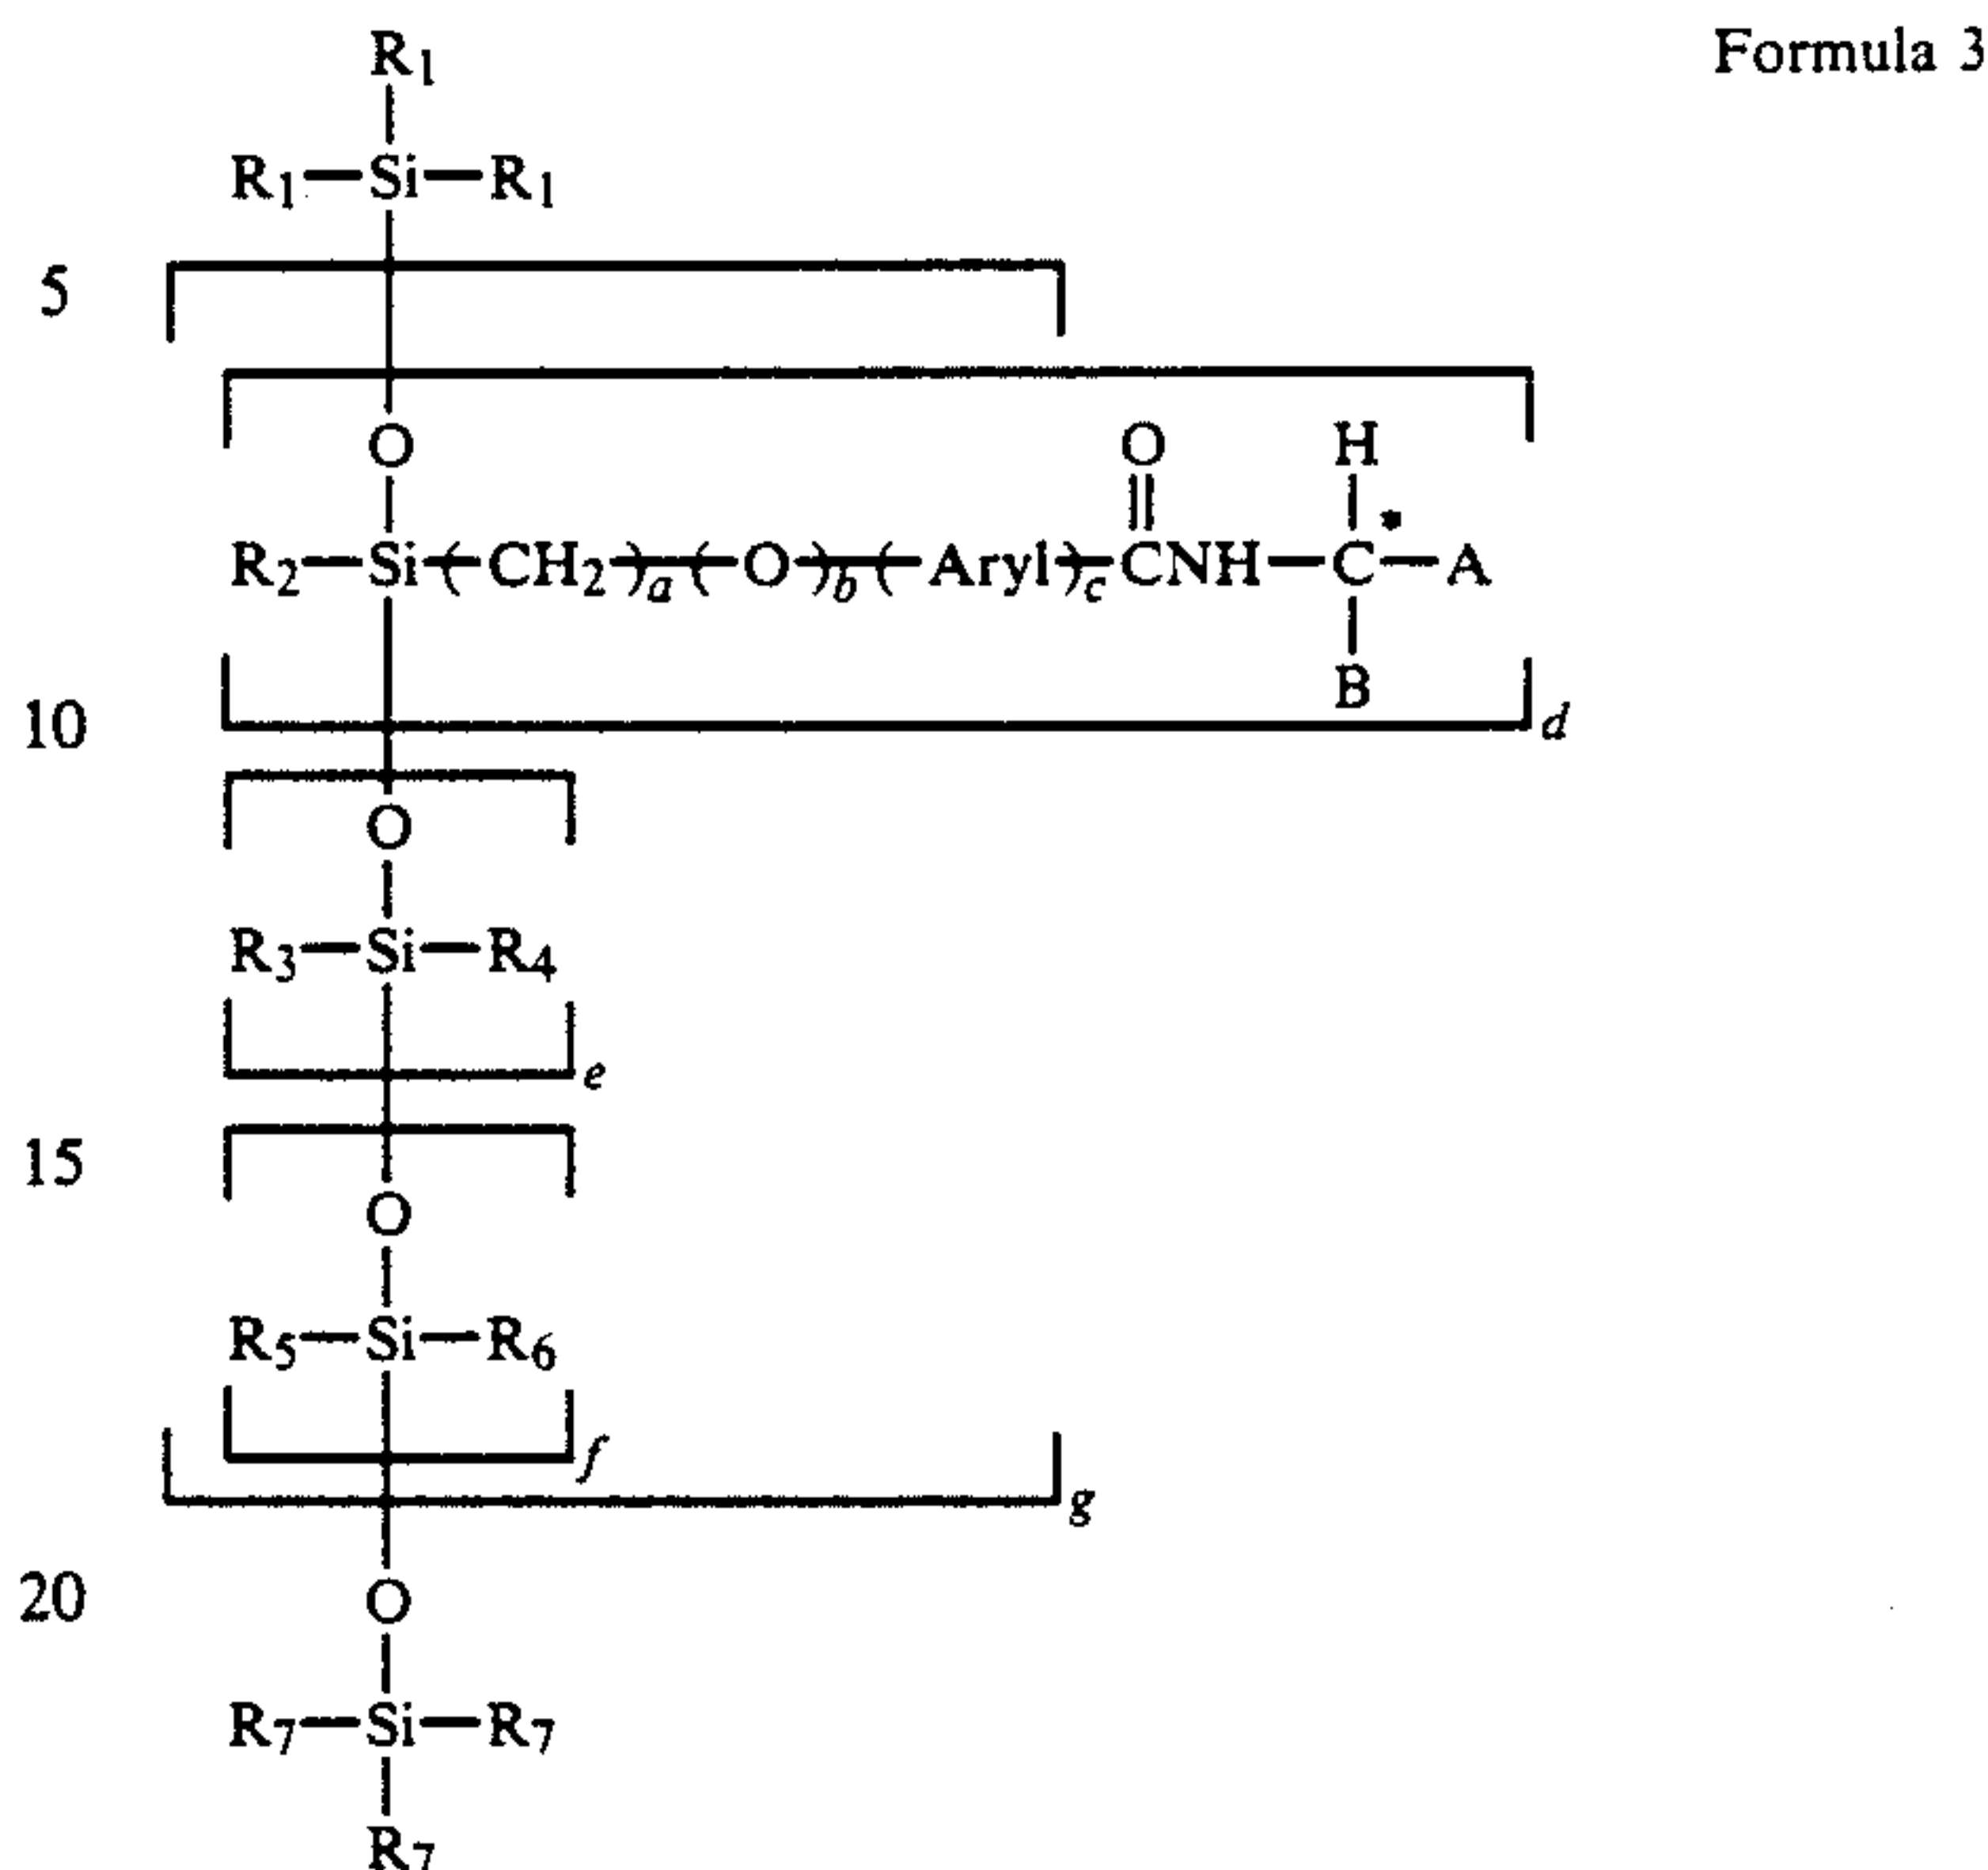 R1 Formula 3
R1—Si—R1
5
O O H
R2—Si—(CH2)a—(O)b—(Aryl)c—CNH—C*—A
B
10 d
O
R3—Si—R4
e
15
O
R5—Si—R6
f
g
20 O
R7—Si—R7
R7